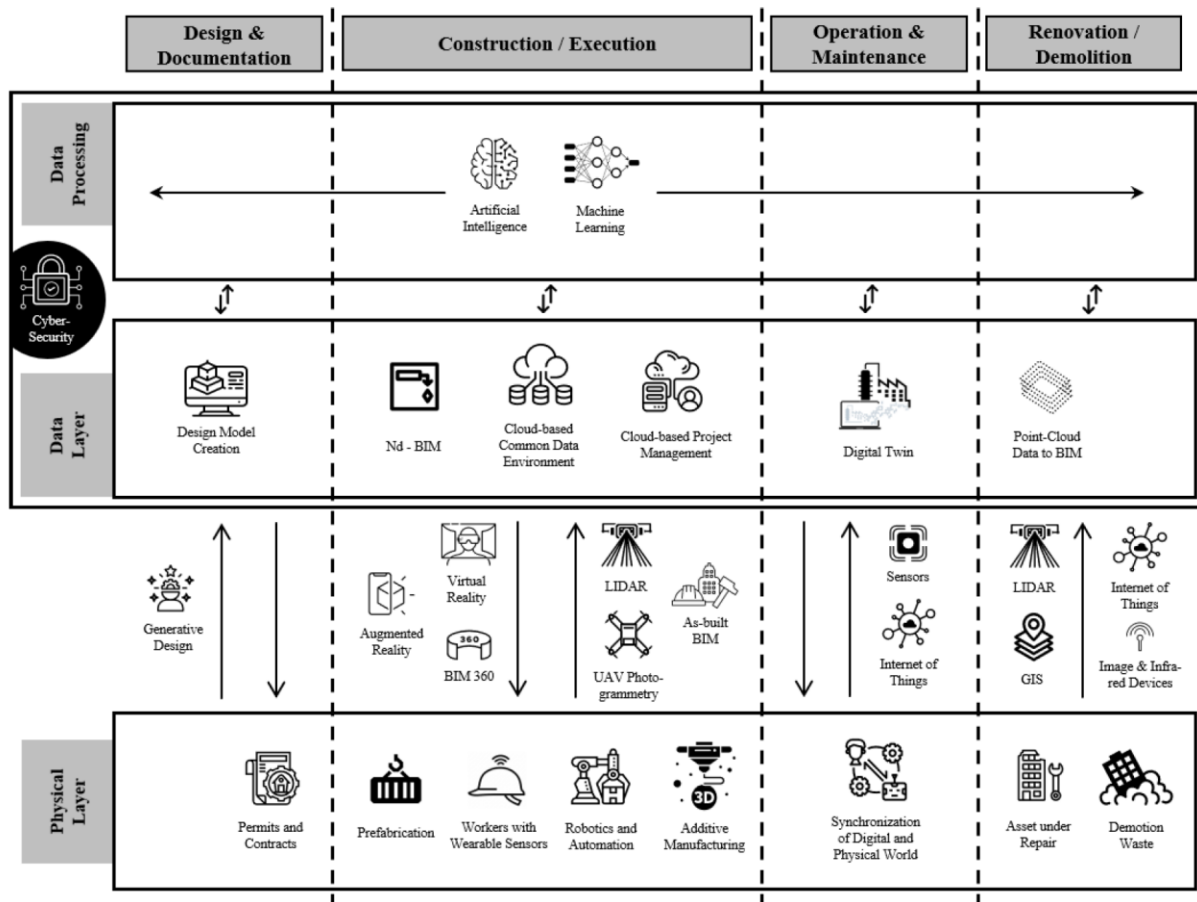 Design &
Documentation
Construction / Execution
Operation &
Maintenance
Renovation /
Demolition
Data
Processing
Artificial
Intelligence
Machine
Learning
Cyber-
Security
Data
Layer
Design Model
Creation
Nd - BIM
Cloud-based
Common Data
Environment
Cloud-based Project
Management
Digital Twin
Point-Cloud
Data to BIM
Generative
Design
Virtual
Reality
Augmented
Reality
360
BIM 360
LIDAR
UAV Photo-
grammetry
As-built
BIM
Sensors
Internet of
Things
LIDAR
GIS
Internet of
Things
Image & Infra-
red Devices
Physical
Layer
Permits and
Contracts
Prefabrication
Workers with
Wearable Sensors
Robotics and
Automation
3D
Additive
Manufacturing
Synchronization
of Digital and
Physical World
Asset under
Repair
Demotion
Waste